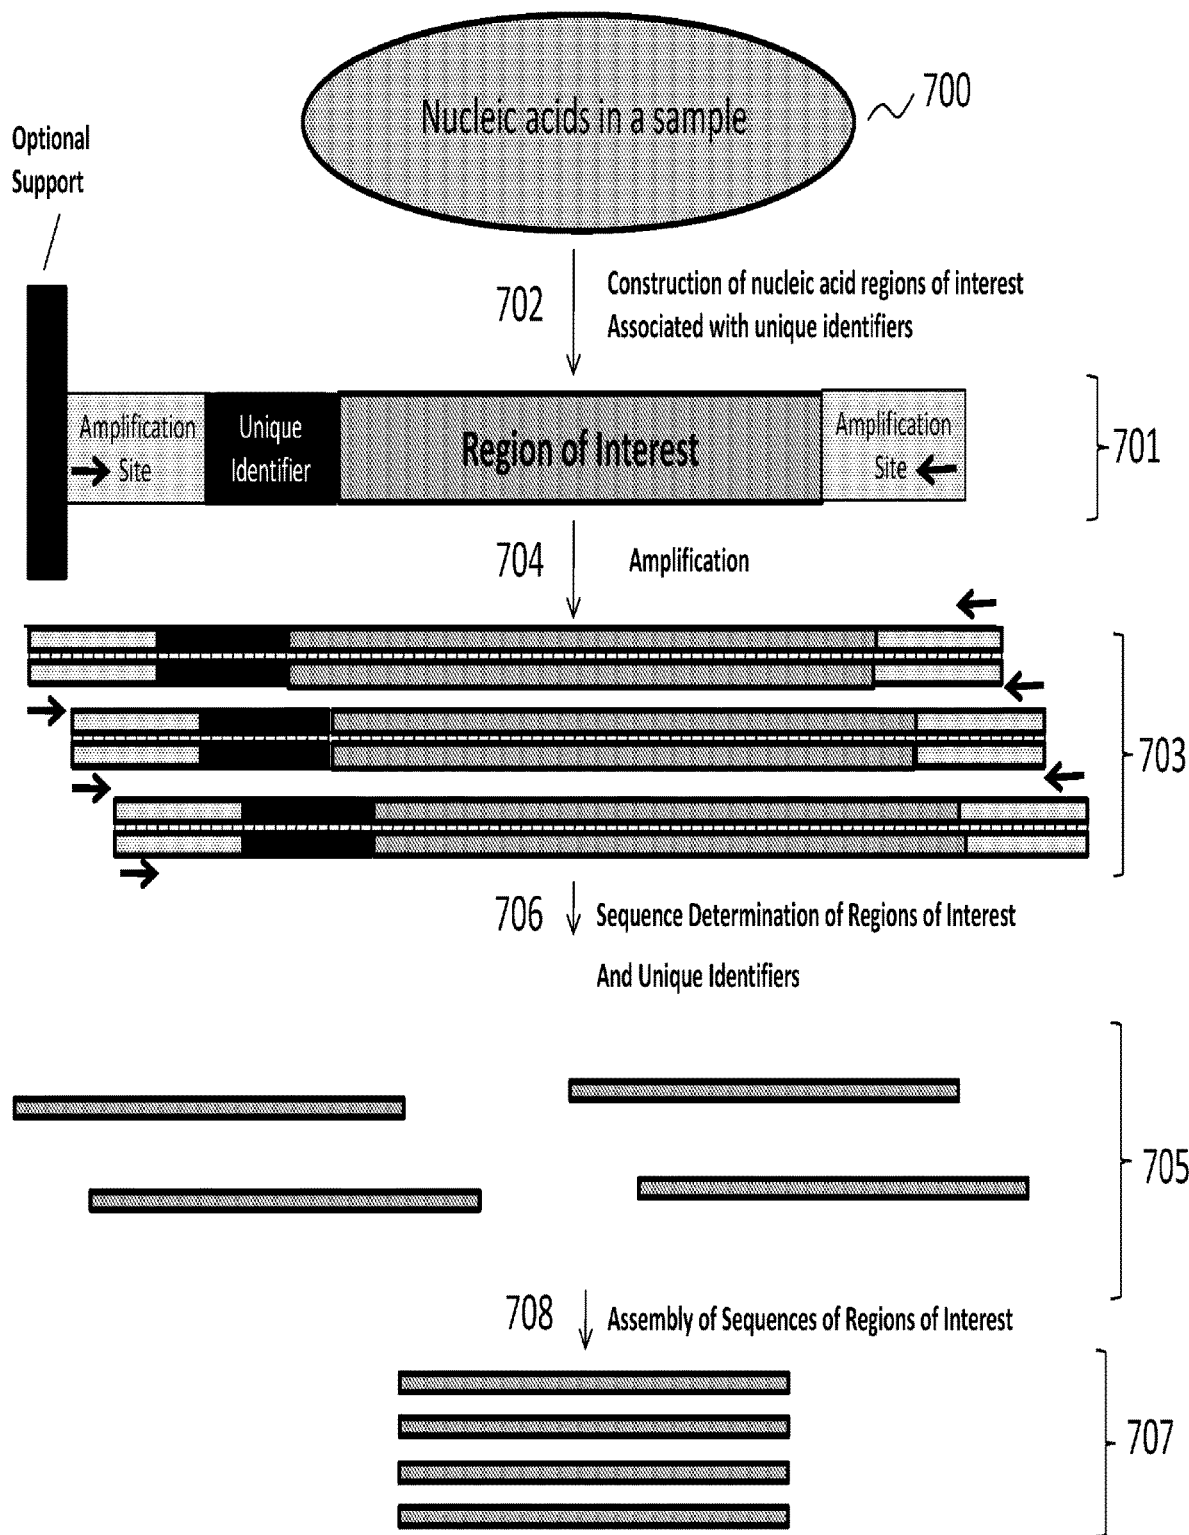 Nucleic acids in a sample
700
Optional
Support
702
Construction of nucleic acid regions of interest
Associated with unique identifiers
Amplification
Site
Unique
Identifier
Region of Interest
Amplification
Site
701
704
Amplification
703
706
Sequence Determination of Regions of Interest
And Unique Identifiers
705
708
Assembly of Sequences of Regions of Interest
707